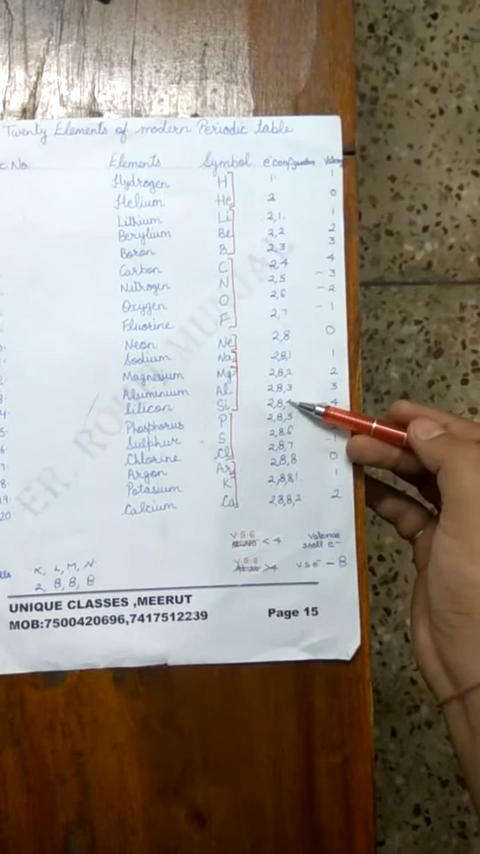 Twenty Elements of modern Periodic table
No. Elements Symbol e⁻configuration Valency
Hydrogen H 1 1
Helium He 2 0
Lithium Li 2,1 1
Berylium Be 2,2 2
Boron B 2,3 3
Carbon C 2,4 4
Nitrogen N 2,5 -3
Oxygen O 2,6 -2
Fluorine F 2,7 -1
Neon Ne 2,8 0
Sodium Na 2,8,1 1
Magnesium Mg 2,8,2 2
Aluminium Al 2,8,3 3
Silicon Si 2,8, 4
Phosphorus P 2,8,5
Sulphur S 2,8,6
Chlorine Cl 2,8,7 -1
Argon Ar 2,8,8 0
19. Potassium K 2,8,8,1 1
20. Calcium Ca 2,8,8,2 2
V.S.E < 4 Valence shell e⁻
K, L, M, N V.S.E >4 V.S.E - 8
2, 8, 8, 8
UNIQUE CLASSES ,MEERUT
MOB:7500420696,7417512239 Page 15